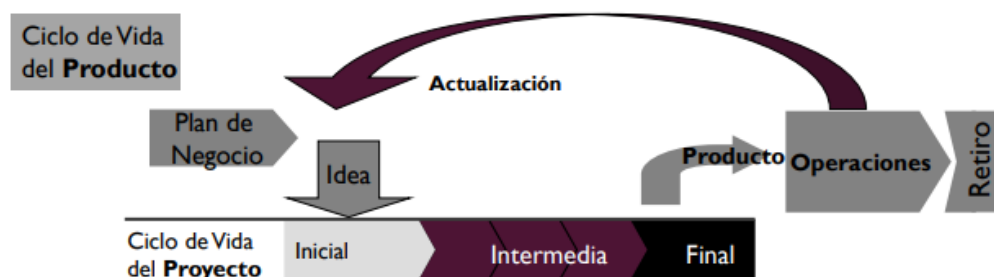 Ciclo de Vida
del Producto
Actualización
Plan de
Negocio
Idea
Producto
Operaciones
Retiro
Ciclo de Vida
del Proyecto
Inicial
Intermedia
Final